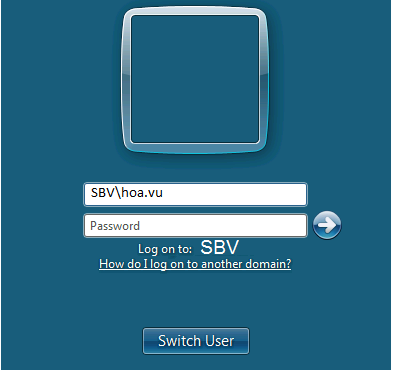 SBV\hoa.vu
Password
Log on to: SBV
How do I log on to another domain?
Switch User